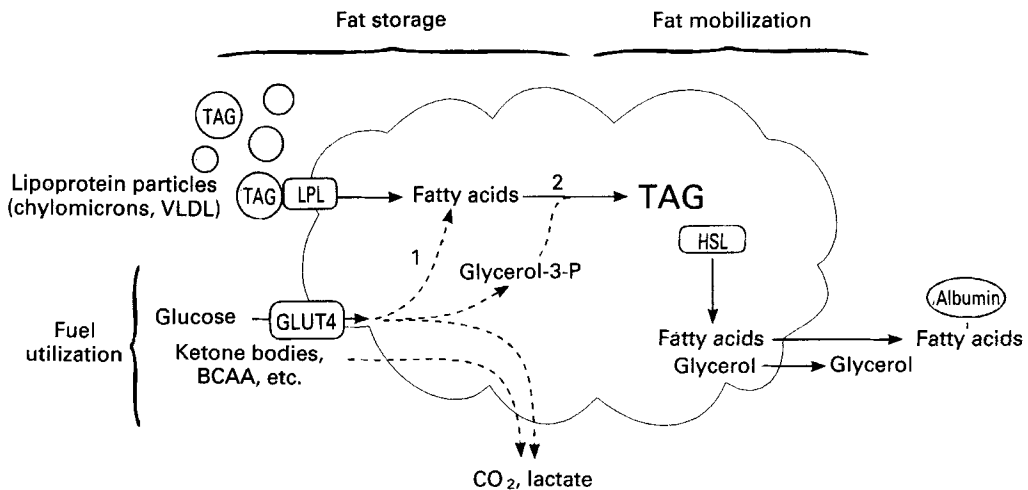 Fat storage
Fat mobilization
TAG
Lipoprotein particles
(chylomicrons, VLDL)
TAG
LPL
Fatty acids
2
TAG
HSL
1
Glycerol-3-P
Fuel
utilization
Glucose
GLUT4
Ketone bodies,
BCAA, etc.
Albumin
Fatty acids
Fatty acids
Glycerol
Glycerol
CO₂, lactate